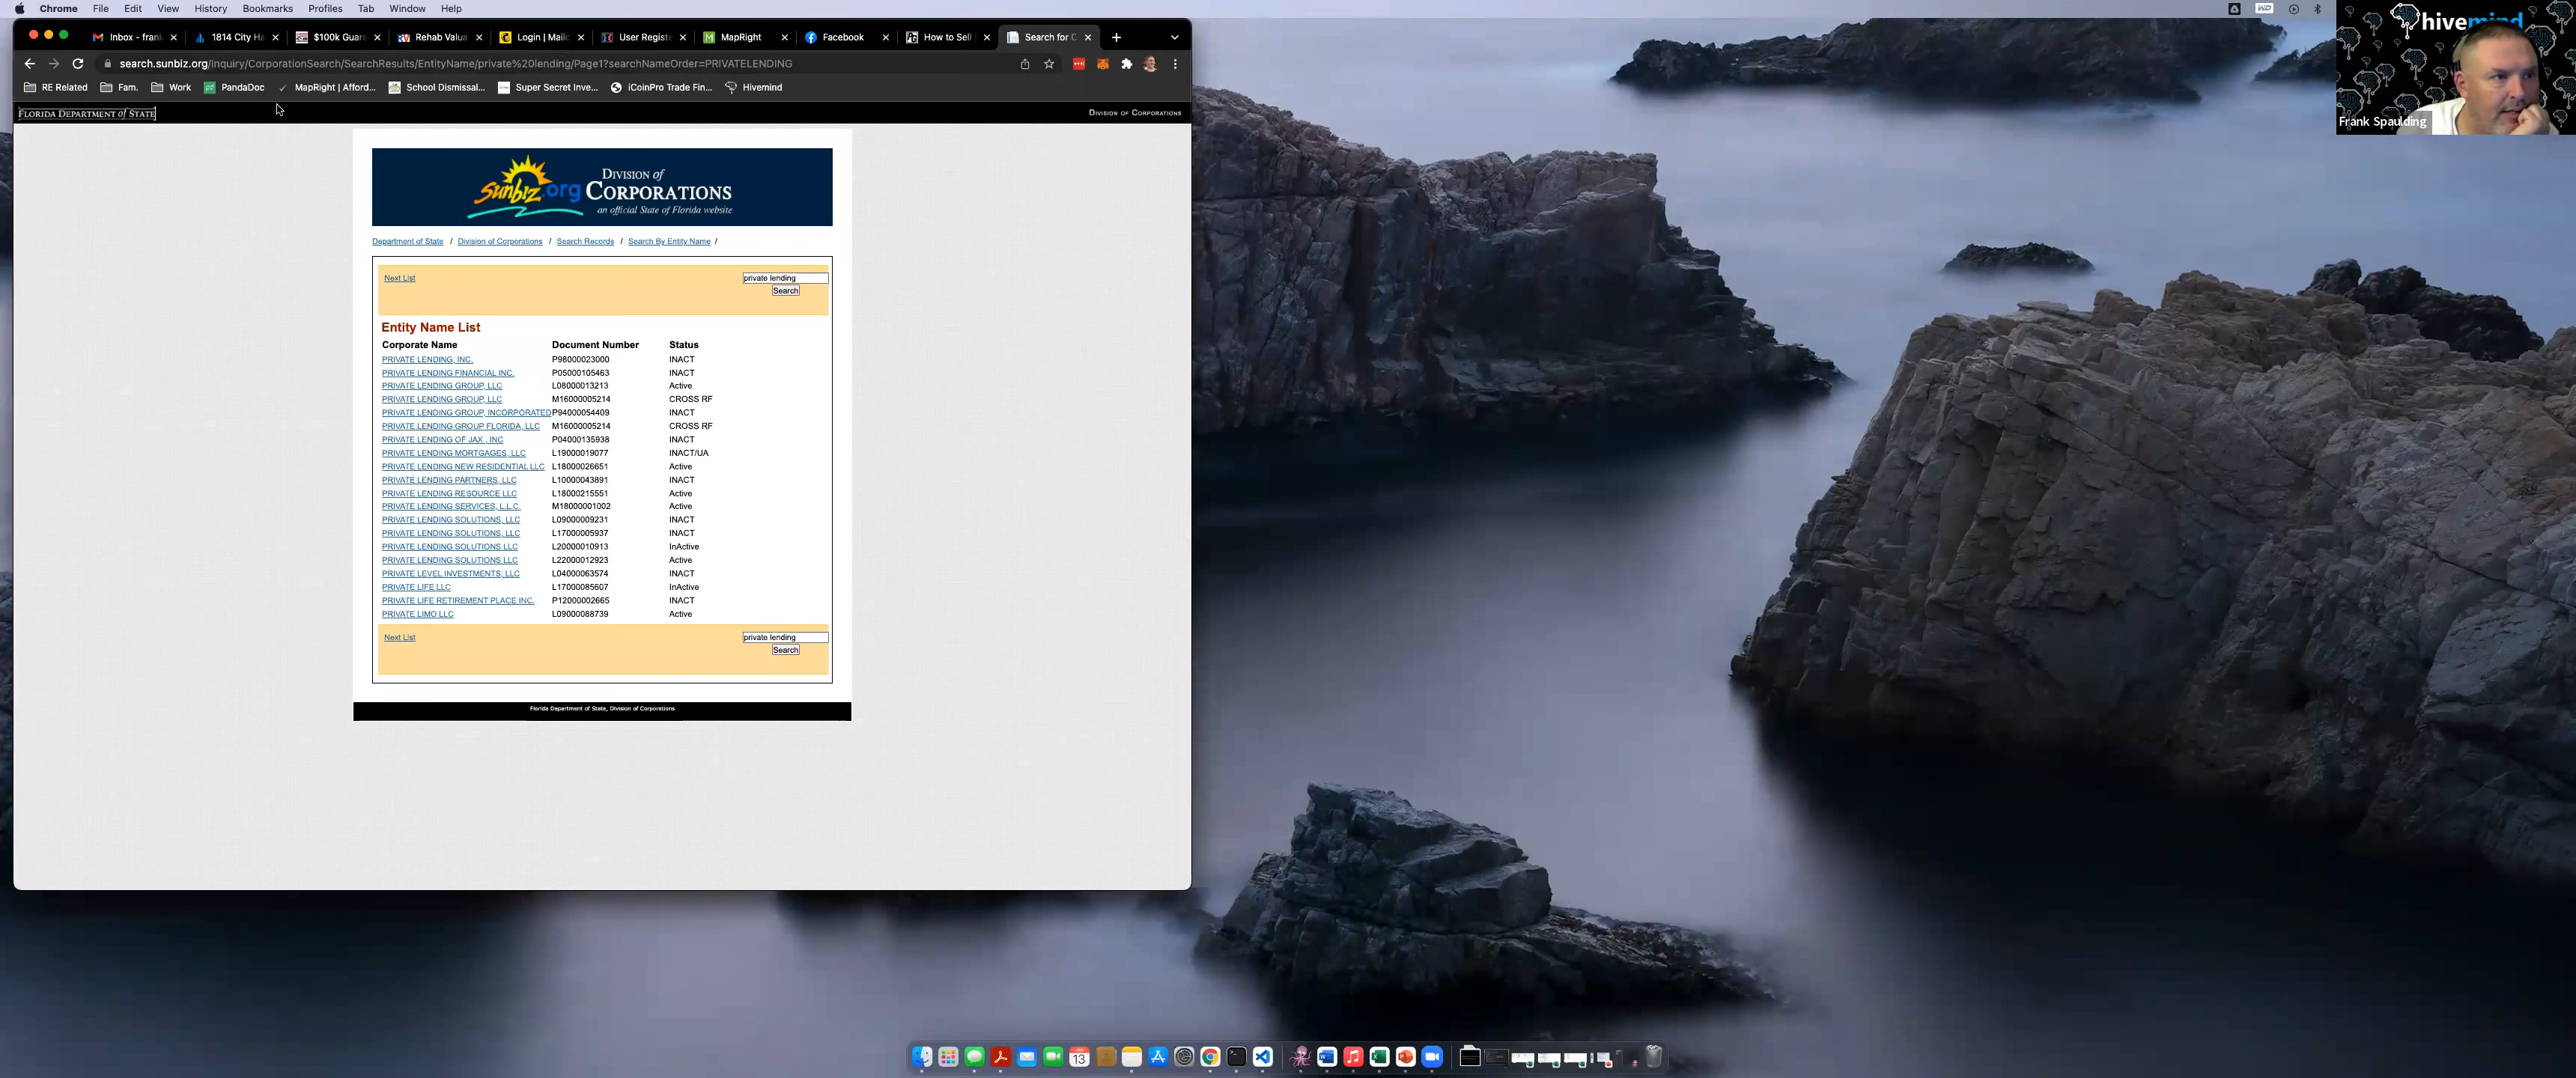 Chrome File Edit View History Bookmarks Profiles Tab Window Help
hivemind
Inbox - fran 1814 City Ha $100k Guar Rehab Valua Login | Mailc User Registe MapRight Facebook How to Sell Search for C
search.sunbiz.org/Inquiry/CorporationSearch/SearchResults/EntityName/private%20lending/Page1?searchNameOrder=PRIVATELENDING
RE Related Fam. Work PandaDoc MapRight | Afford... School Dismissal... Super Secret Inve... iCoinPro Trade Fin... Hivemind
FLORIDA DEPARTMENT of STATE
DIVISION OF CORPORATIONS
Frank Spaulding
sunbiz.org DIVISION of CORPORATIONS
an official State of Florida website
Department of State / Division of Corporations / Search Records / Search By Entity Name /
Next List private lending
Search
Entity Name List
Corporate Name Document Number Status
PRIVATE LENDING, INC. P98000023000 INACT
PRIVATE LENDING FINANCIAL INC. P05000105463 INACT
PRIVATE LENDING GROUP, LLC L08000013213 Active
PRIVATE LENDING GROUP, LLC M16000005214 CROSS RF
PRIVATE LENDING GROUP, INCORPORATED P94000054409 INACT
PRIVATE LENDING GROUP FLORIDA, LLC M16000005214 CROSS RF
PRIVATE LENDING OF JAX , INC P04000135938 INACT
PRIVATE LENDING MORTGAGES, LLC L19000019077 INACT/UA
PRIVATE LENDING NEW RESIDENTIAL LLC L18000026651 Active
PRIVATE LENDING PARTNERS, LLC L10000043891 INACT
PRIVATE LENDING RESOURCE LLC L18000215551 Active
PRIVATE LENDING SERVICES, L.L.C. M18000001002 Active
PRIVATE LENDING SOLUTIONS, LLC L09000009231 INACT
PRIVATE LENDING SOLUTIONS, LLC L17000005937 INACT
PRIVATE LENDING SOLUTIONS LLC L20000010913 InActive
PRIVATE LENDING SOLUTIONS LLC L22000012923 Active
PRIVATE LEVEL INVESTMENTS, LLC L04000063574 INACT
PRIVATE LIFE LLC L17000085607 InActive
PRIVATE LIFE RETIREMENT PLACE INC. P12000002665 INACT
PRIVATE LIMO LLC L09000088739 Active
Next List private lending
Search
Florida Department of State, Division of Corporations
13